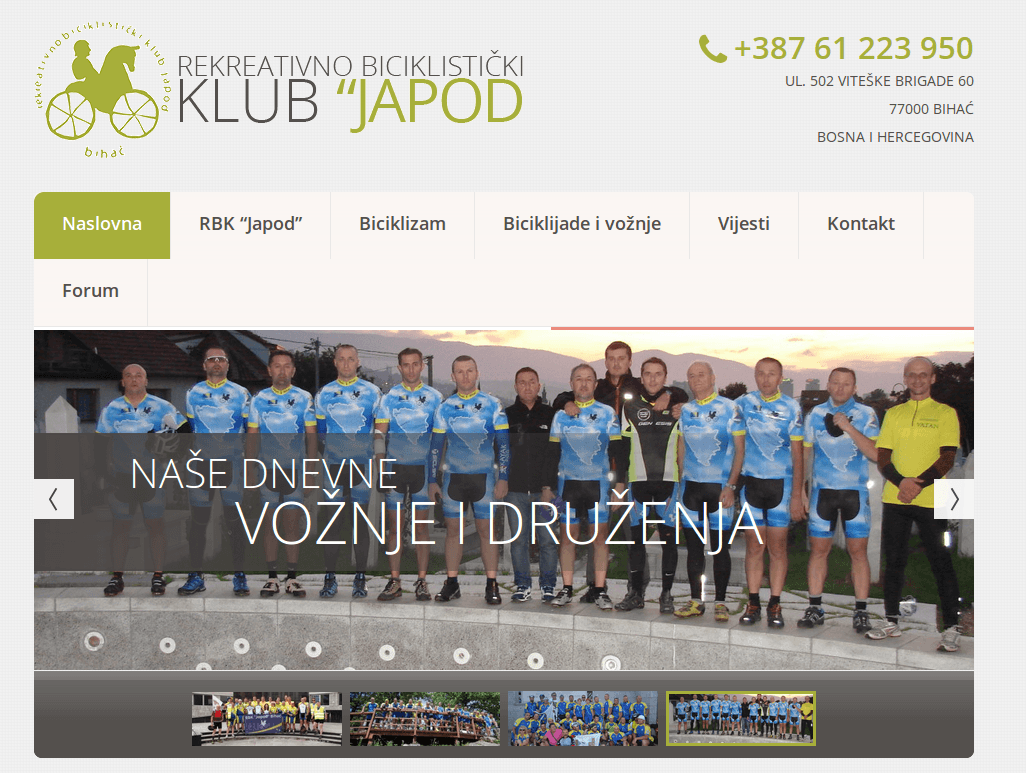 rekreativno biciklistički klub japod
bihać
REKREATIVNO BICIKLISTIČKI
KLUB “JAPOD
+387 61 223 950
UL. 502 VITEŠKE BRIGADE 60
77000 BIHAĆ
BOSNA I HERCEGOVINA
Naslovna
RBK “Japod”
Biciklizam
Biciklijade i vožnje
Vijesti
Kontakt
Forum
NAŠE DNEVNE
VOŽNJE I DRUŽENJA